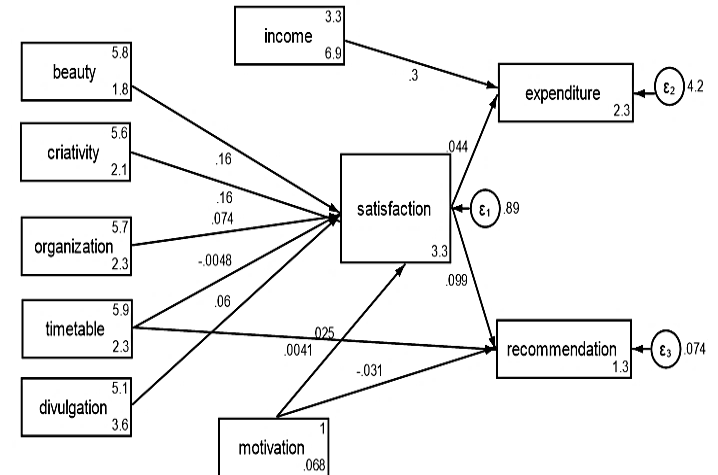 3.3
income
6.9
5.8
beauty
1.8
.3
expenditure
2.3
ε2 4.2
5.6
criativity
2.1
.16
.044
.16
satisfaction
3.3
ε1 .89
5.7
organization
2.3
.074
-.0048
.099
5.9
timetable
2.3
.06
.025
.0041
recommendation
1.3
ε3 .074
-.031
5.1
divulgation
3.6
1
motivation
.068